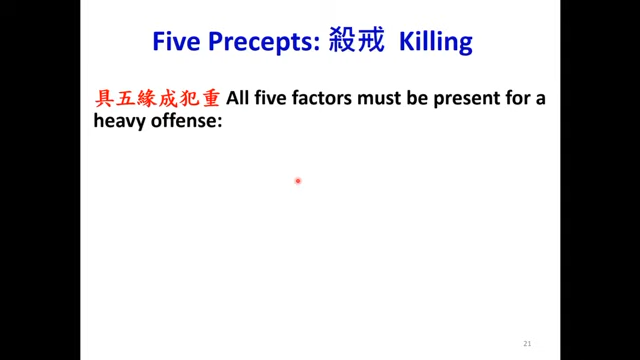 Five Precepts: 殺戒 Killing
具五緣成犯重 All five factors must be present for a
heavy offense:
21